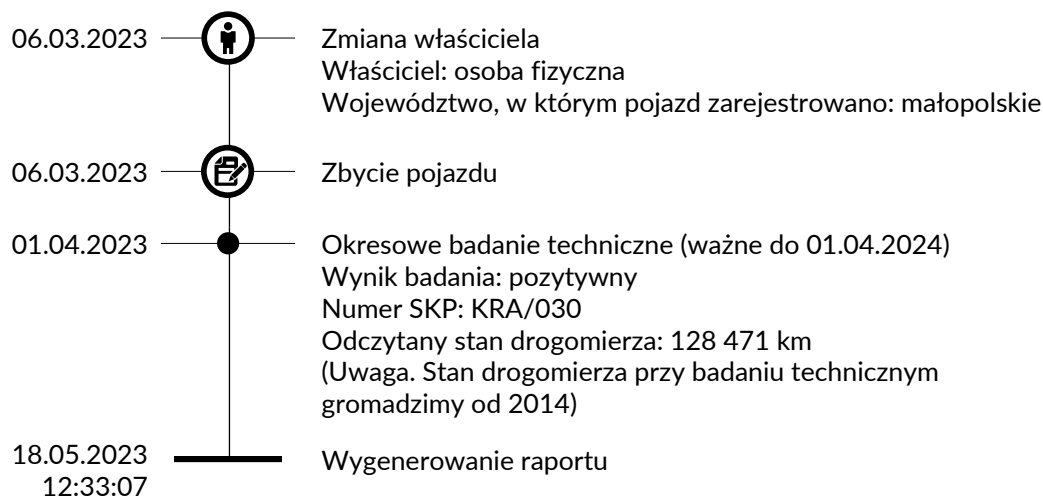 06.03.2023 Zmiana właściciela
Właściciel: osoba fizyczna
Województwo, w którym pojazd zarejestrowano: małopolskie
06.03.2023 Zbycie pojazdu
01.04.2023 Okresowe badanie techniczne (ważne do 01.04.2024)
Wynik badania: pozytywny
Numer SKP: KRA/030
Odczytany stan drogomierza: 128 471 km
(Uwaga. Stan drogomierza przy badaniu technicznym
gromadzimy od 2014)
18.05.2023 Wygenerowanie raportu
12:33:07